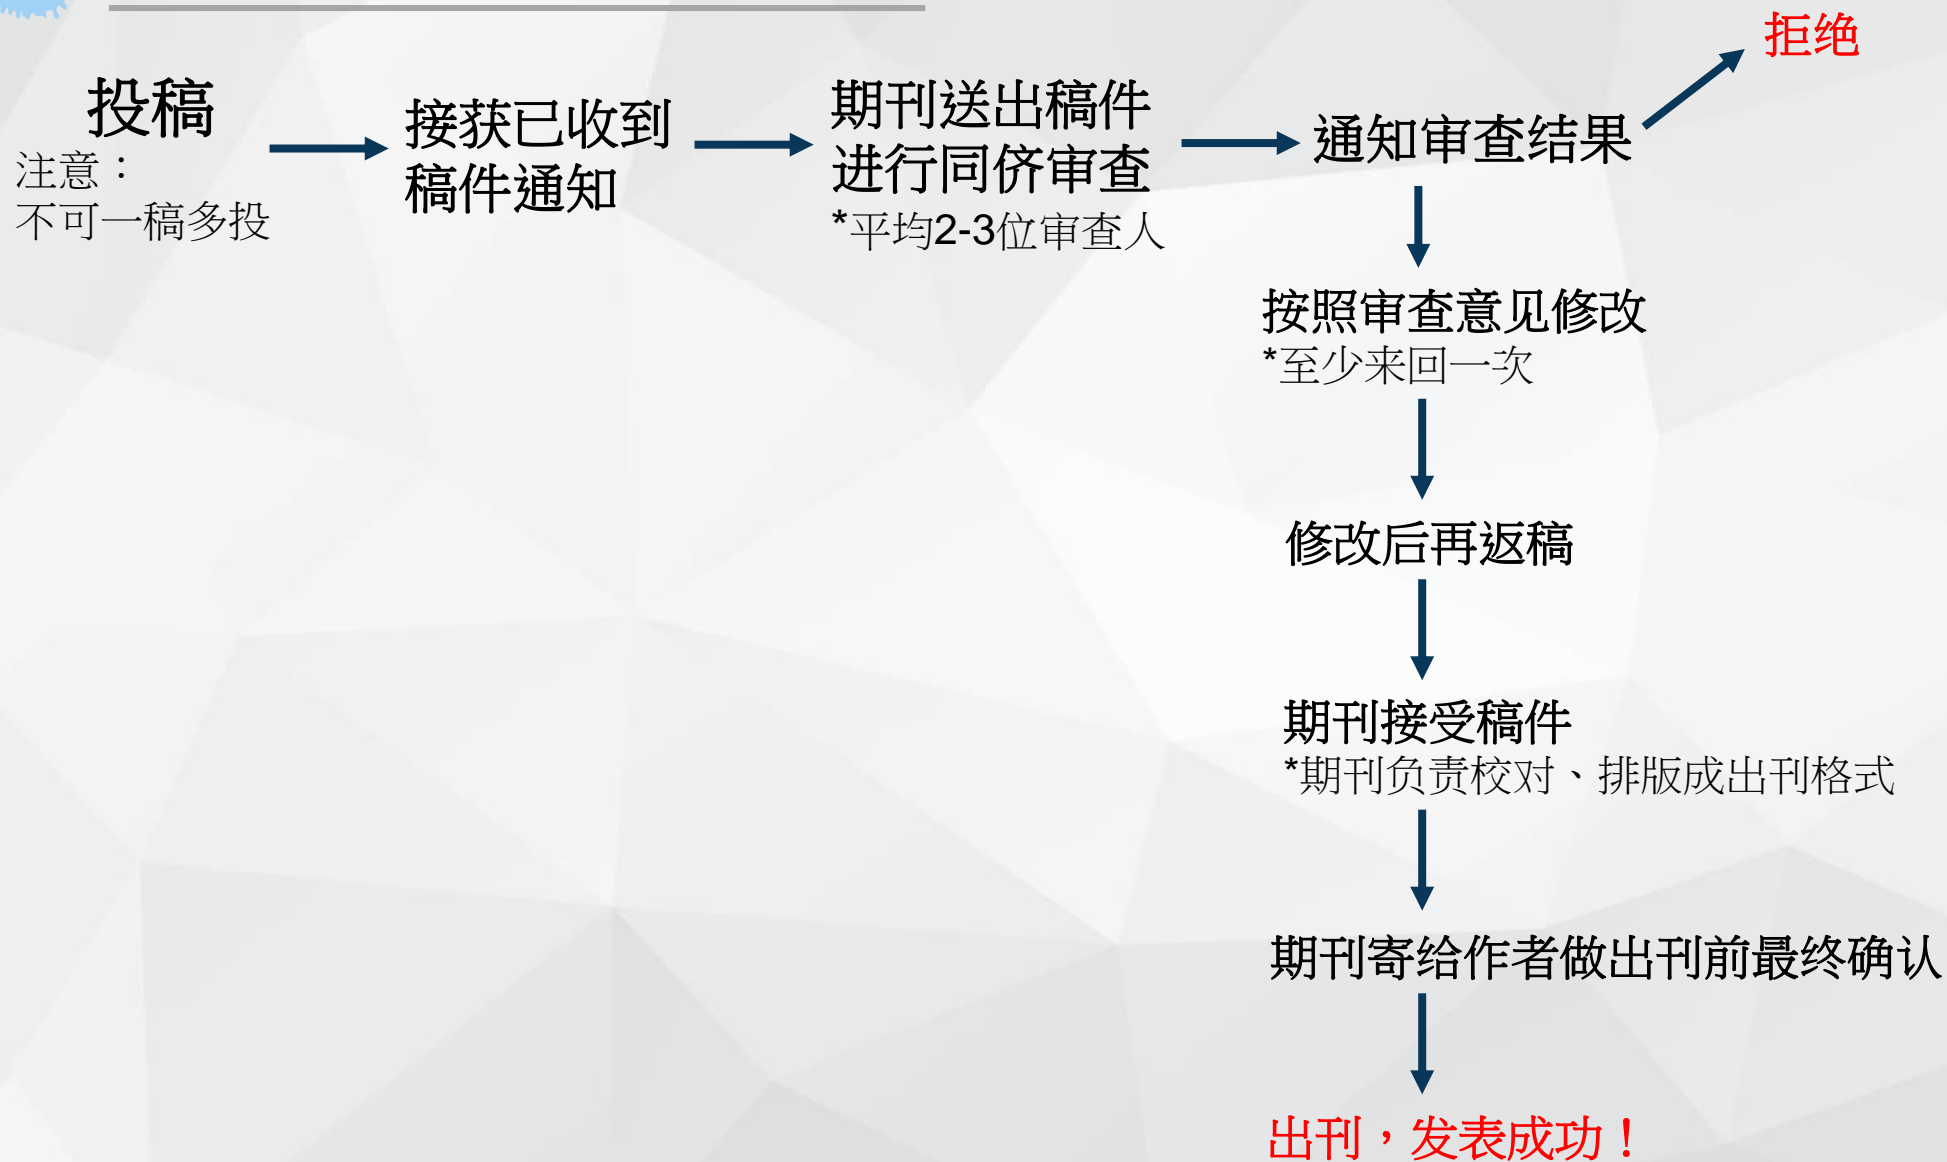 投稿
注意：
不可一稿多投
接获已收到
稿件通知
期刊送出稿件
进行同侪审查
*平均2-3位审查人
通知审查结果
拒绝
按照审查意见修改
*至少来回一次
修改后再返稿
期刊接受稿件
*期刊负责校对、排版成出刊格式
期刊寄给作者做出刊前最终确认
出刊，发表成功！